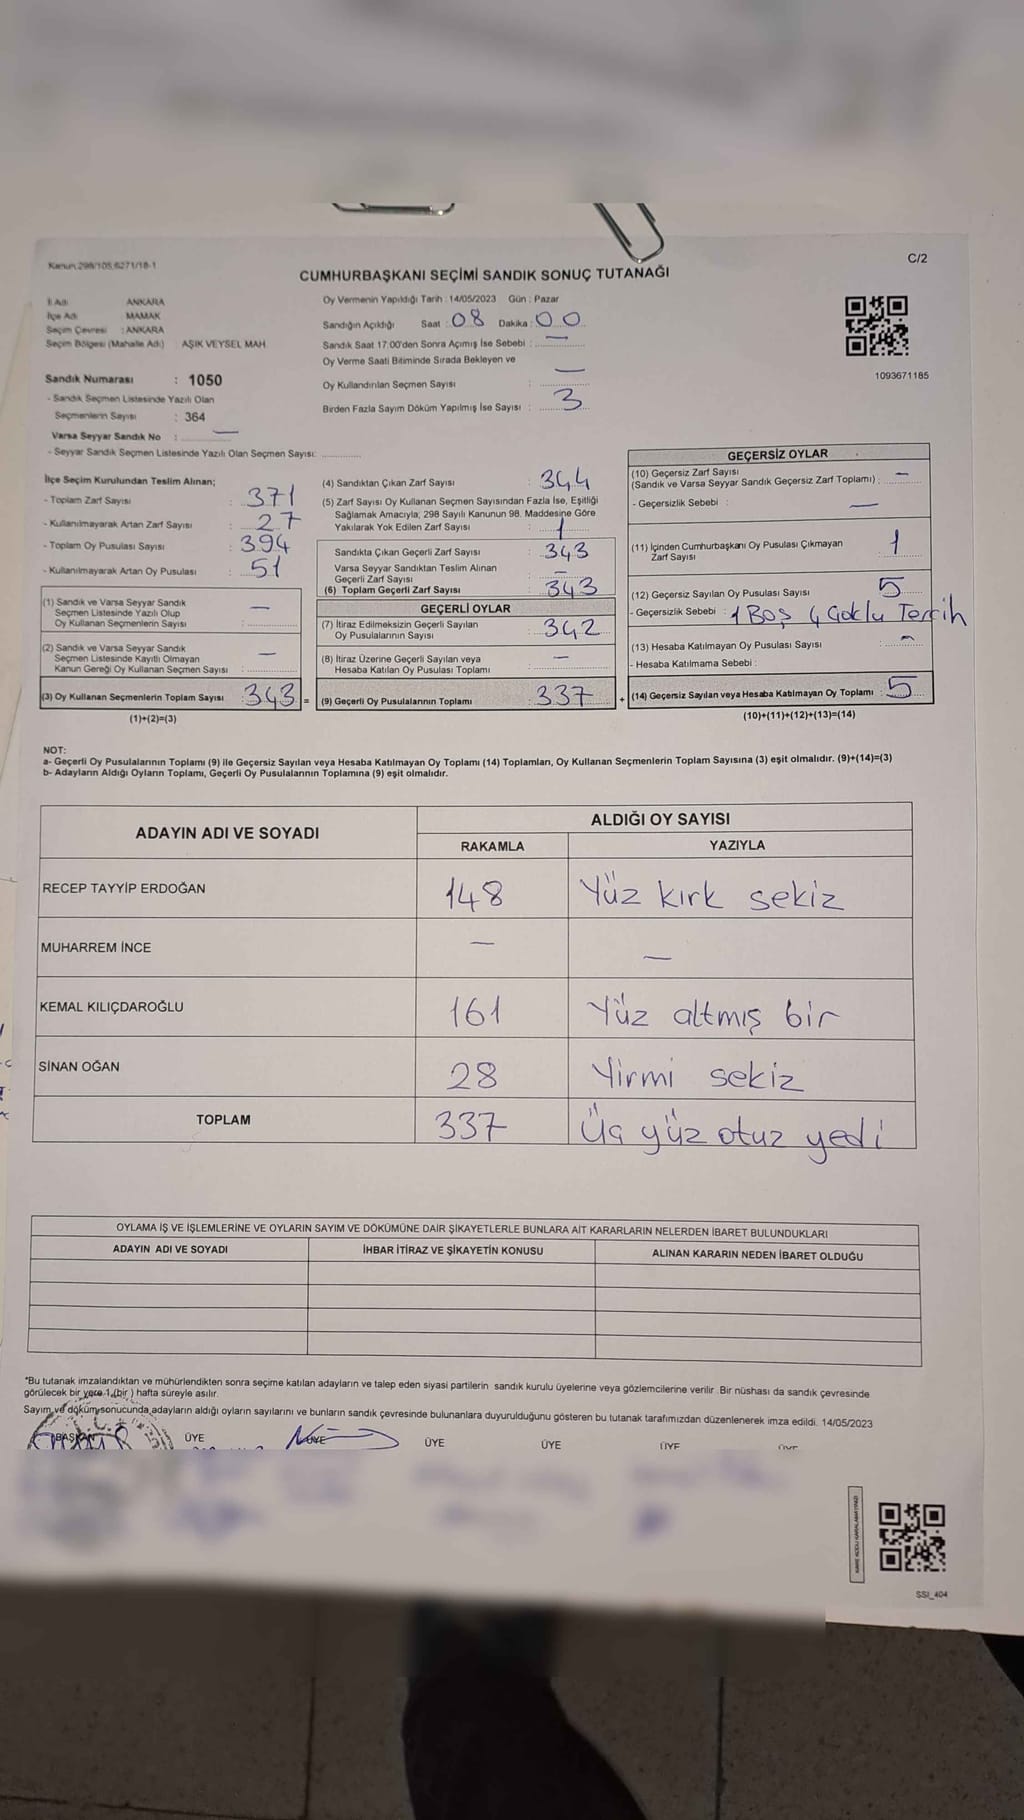 Kanun 298/105,6271/18-1
C/2
CUMHURBAŞKANI SEÇİMİ SANDIK SONUÇ TUTANAĞI
İl Adı : ANKARA
İlçe Adı : MAMAK
Seçim Çevresi : ANKARA
Seçim Bölgesi (Mahalle Adı) AŞIK VEYSEL MAH.
Sandık Numarası : 1050
- Sandık Seçmen Listesinde Yazılı Olan
Seçmenlerin Sayısı : 364
Varsa Seyyar Sandık No : —
- Seyyar Sandık Seçmen Listesinde Yazılı Olan Seçmen Sayısı:
Oy Vermenin Yapıldığı Tarih : 14/05/2023 Gün : Pazar
Sandığın Açıldığı Saat : 08 Dakika : 00
Sandık Saat 17:00'den Sonra Açılmış İse Sebebi : —
Oy Verme Saati Bitiminde Sırada Bekleyen ve
Oy Kullandırılan Seçmen Sayısı : —
Birden Fazla Sayım Döküm Yapılmış İse Sayısı : 3
1093671185
İlçe Seçim Kurulundan Teslim Alınan;
- Toplam Zarf Sayısı : 371
- Kullanılmayarak Artan Zarf Sayısı : 27
- Toplam Oy Pusulası Sayısı : 394
- Kullanılmayarak Artan Oy Pusulası : 51
(1) Sandık ve Varsa Seyyar Sandık
Seçmen Listesinde Yazılı Olup
Oy Kullanan Seçmenlerin Sayısı : —
(2) Sandık ve Varsa Seyyar Sandık
Seçmen Listesinde Kayıtlı Olmayan
Kanun Gereği Oy Kullanan Seçmen Sayısı : —
(3) Oy Kullanan Seçmenlerin Toplam Sayısı : 343 =
(1)+(2)=(3)
(4) Sandıktan Çıkan Zarf Sayısı : 344
(5) Zarf Sayısı Oy Kullanan Seçmen Sayısından Fazla İse, Eşitliği
Sağlamak Amacıyla; 298 Sayılı Kanunun 98. Maddesine Göre
Yakılarak Yok Edilen Zarf Sayısı : 1
Sandıkta Çıkan Geçerli Zarf Sayısı : 343
Varsa Seyyar Sandıktan Teslim Alınan
Geçerli Zarf Sayısı : —
(6) Toplam Geçerli Zarf Sayısı : 343
GEÇERLİ OYLAR
(7) İtiraz Edilmeksizin Geçerli Sayılan
Oy Pusulalarının Sayısı : 342
(8) İtiraz Üzerine Geçerli Sayılan veya
Hesaba Katılan Oy Pusulası Toplamı : —
(9) Geçerli Oy Pusulalarının Toplamı : 337 +
GEÇERSİZ OYLAR
(10) Geçersiz Zarf Sayısı
(Sandık ve Varsa Seyyar Sandık Geçersiz Zarf Toplamı) : —
- Geçersizlik Sebebi : —
(11) İçinden Cumhurbaşkanı Oy Pusulası Çıkmayan
Zarf Sayısı : 1
(12) Geçersiz Sayılan Oy Pusulası Sayısı : 5
- Geçersizlik Sebebi : 1 Boş 4 Çoklu Tercih
(13) Hesaba Katılmayan Oy Pusulası Sayısı : —
- Hesaba Katılmama Sebebi :
(14) Geçersiz Sayılan veya Hesaba Katılmayan Oy Toplamı : 5
(10)+(11)+(12)+(13)=(14)
NOT:
a- Geçerli Oy Pusulalarının Toplamı (9) ile Geçersiz Sayılan veya Hesaba Katılmayan Oy Toplamı (14) Toplamları, Oy Kullanan Seçmenlerin Toplam Sayısına (3) eşit olmalıdır. (9)+(14)=(3)
b- Adayların Aldığı Oyların Toplamı, Geçerli Oy Pusulalarının Toplamına (9) eşit olmalıdır.
ADAYIN ADI VE SOYADI
ALDIĞI OY SAYISI
RAKAMLA YAZIYLA
RECEP TAYYİP ERDOĞAN 148 Yüz kırk sekiz
MUHARREM İNCE — —
KEMAL KILIÇDAROĞLU 161 Yüz altmış bir
SİNAN OĞAN 28 Yirmi sekiz
TOPLAM 337 Üç yüz otuz yedi
OYLAMA İŞ VE İŞLEMLERİNE VE OYLARIN SAYIM VE DÖKÜMÜNE DAİR ŞİKAYETLERLE BUNLARA AİT KARARLARIN NELERDEN İBARET BULUNDUKLARI
ADAYIN ADI VE SOYADI İHBAR İTİRAZ VE ŞİKAYETİN KONUSU ALINAN KARARIN NEDEN İBARET OLDUĞU
*Bu tutanak imzalandıktan ve mühürlendikten sonra seçime katılan adayların ve talep eden siyasi partilerin sandık kurulu üyelerine veya gözlemcilerine verilir. Bir nüshası da sandık çevresinde
görülecek bir yere 1 (bir) hafta süreyle asılır.
Sayım ve döküm sonucunda adayların aldığı oyların sayılarını ve bunların sandık çevresinde bulunanlara duyurulduğunu gösteren bu tutanak tarafımızdan düzenlenerek imza edildi. 14/05/2023
BAŞKAN ÜYE ÜYE ÜYE ÜYE ÜYE ÜYE
SSI_404